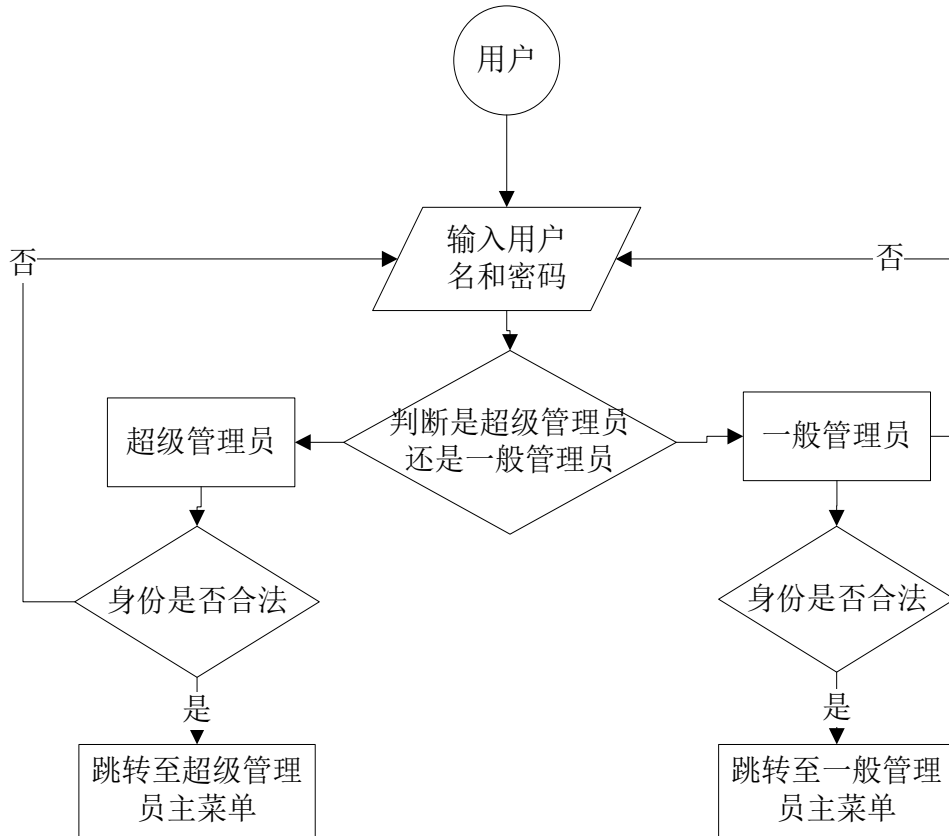 用户
输入用户
名和密码
否
否
判断是超级管理员
还是一般管理员
超级管理员
一般管理员
身份是否合法
身份是否合法
是
是
跳转至超级管理
员主菜单
跳转至一般管理
员主菜单